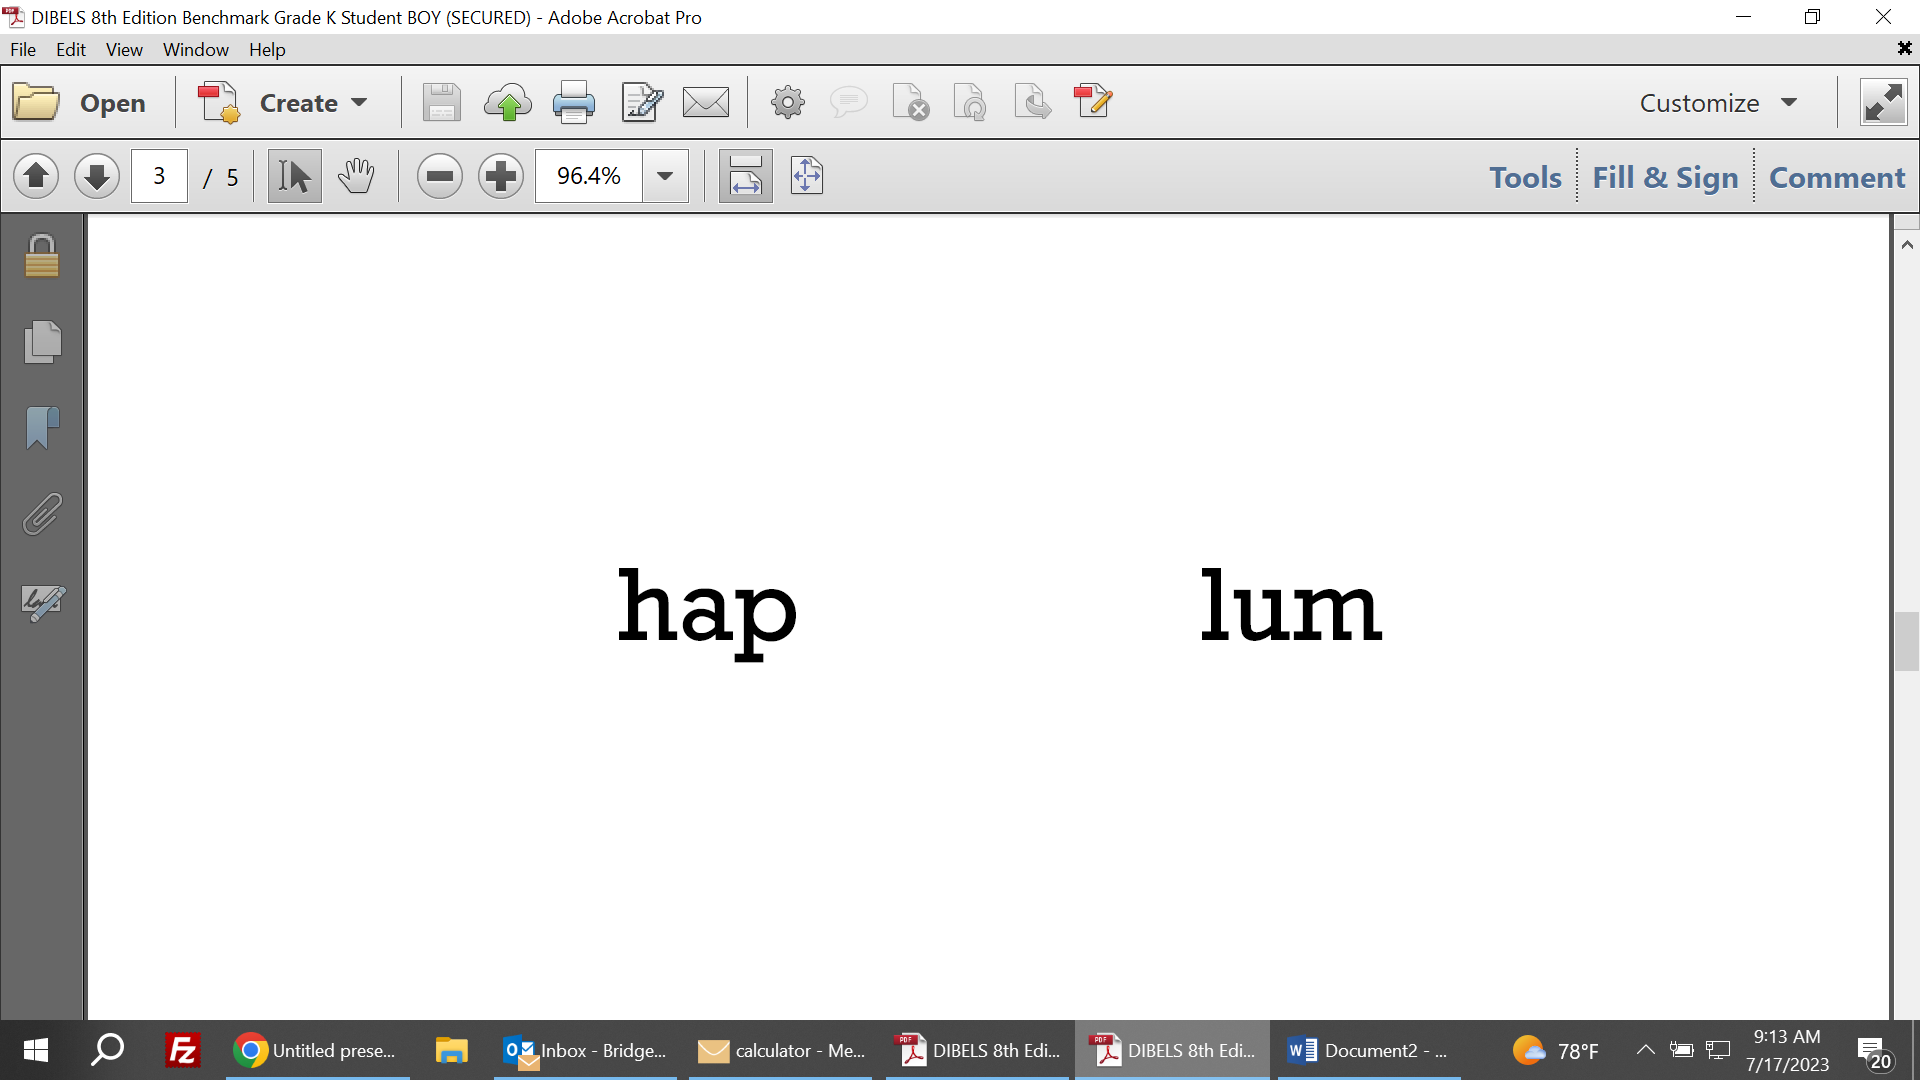 DIBELS 8th Edition Benchmark Grade K Student BOY (SECURED) - Adobe Acrobat Pro
File Edit View Window Help
Open Create Customize
3 / 5 96.4% Tools Fill & Sign Comment
hap lum
Untitled prese... Inbox - Bridge... calculator - Me... DIBELS 8th Edi... DIBELS 8th Edi... Document2 - ... 78°F 9:13 AM
7/17/2023 20